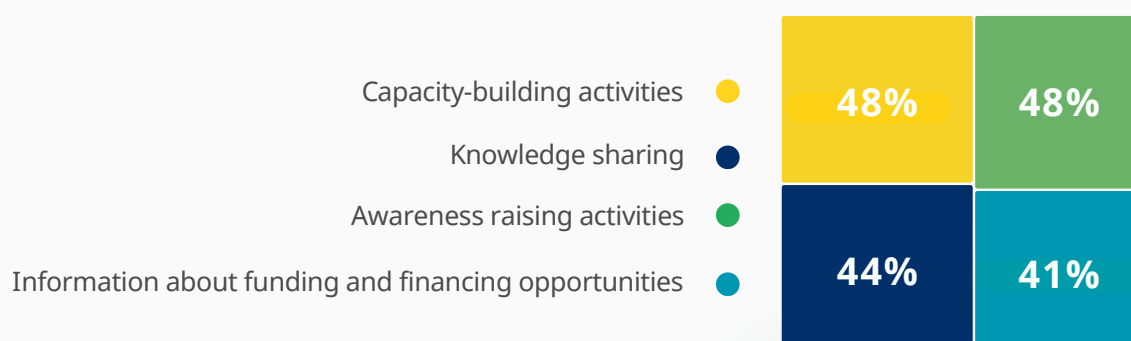 Capacity-building activities
Knowledge sharing
Awareness raising activities
Information about funding and financing opportunities
48%
48%
44%
41%